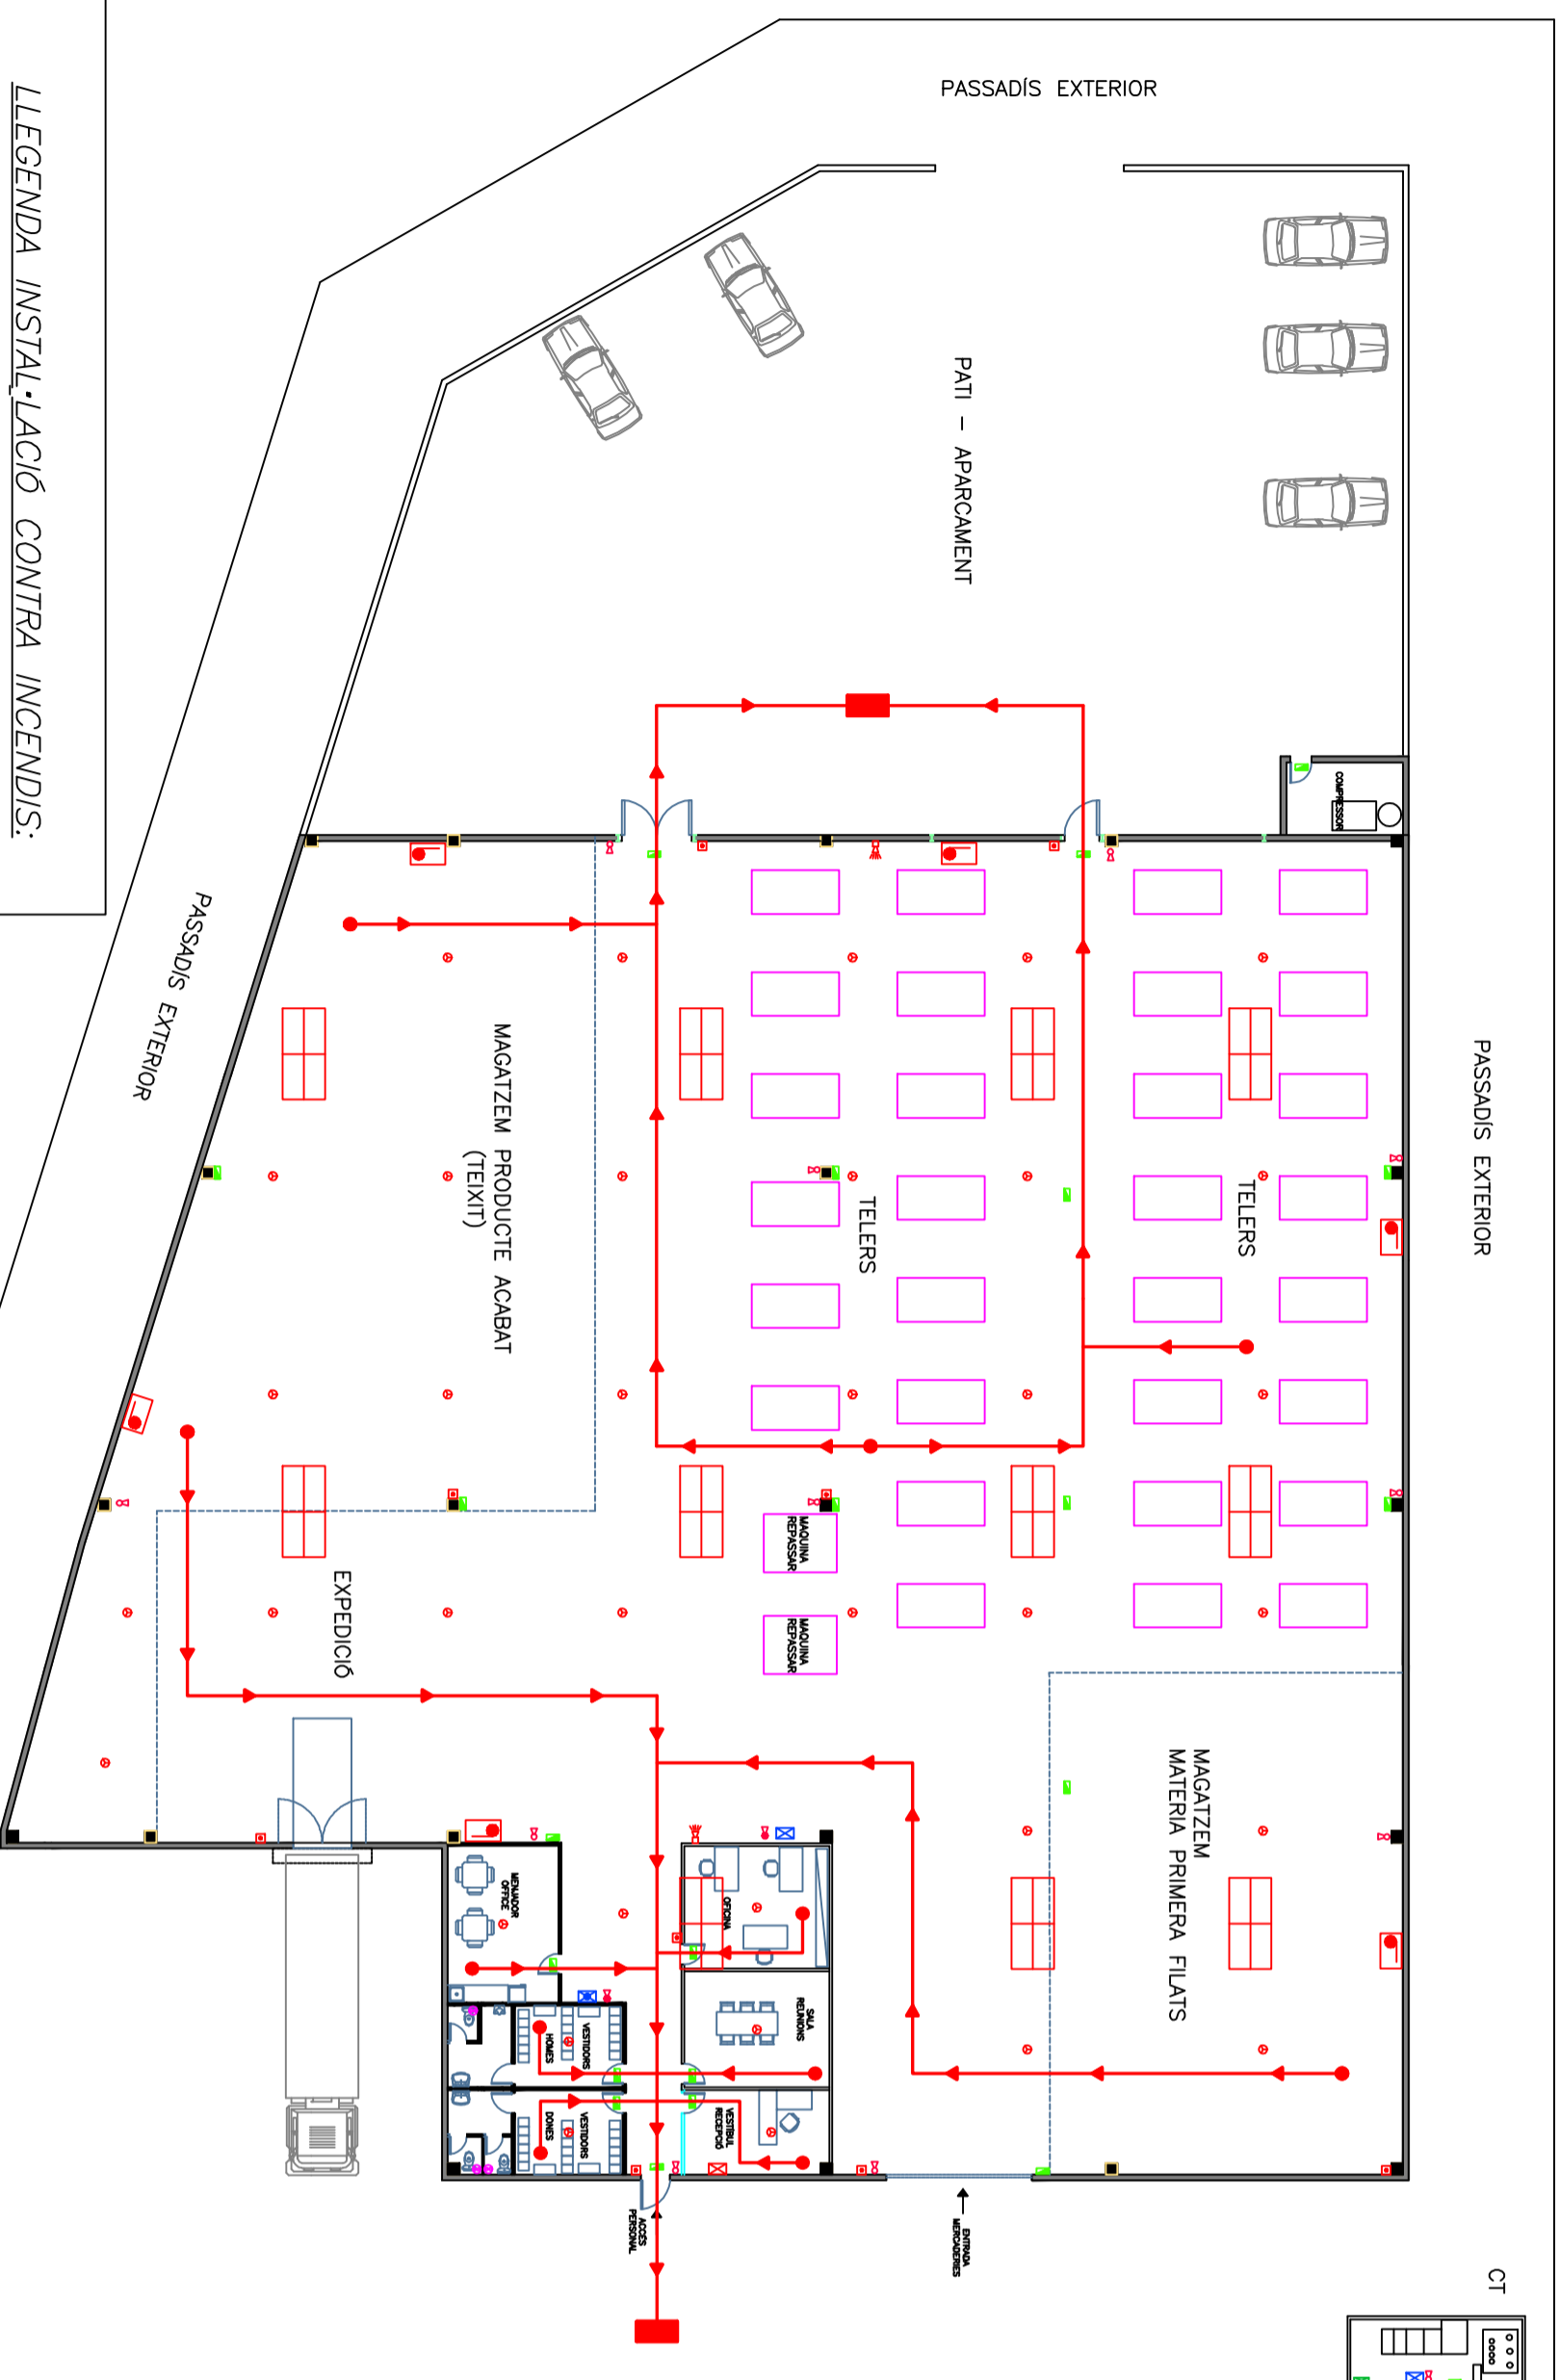 PASSADÍS EXTERIOR
PATI - APARCAMENT
COMPRESSOR
PASSADÍS EXTERIOR
PASSADÍS EXTERIOR
MAGATZEM PRODUCTE ACABAT
(TEIXIT)
TELERS
TELERS
MAQUINA
REPASSAR
MAQUINA
REPASSAR
EXPEDICIÓ
MAGATZEM
MATERIA PRIMERA FILATS
MENJADOR
OFFICE
OFICINA
SALA
REUNIONS
VESTIDORS
HOMES
VESTIDORS
DONES
VESTÍBUL
RECEPCIÓ
ACCÉS
PERSONAL
ENTRADA
MERCADERIES
CT
LLEGENDA INSTAL·LACIÓ CONTRA INCENDIS: